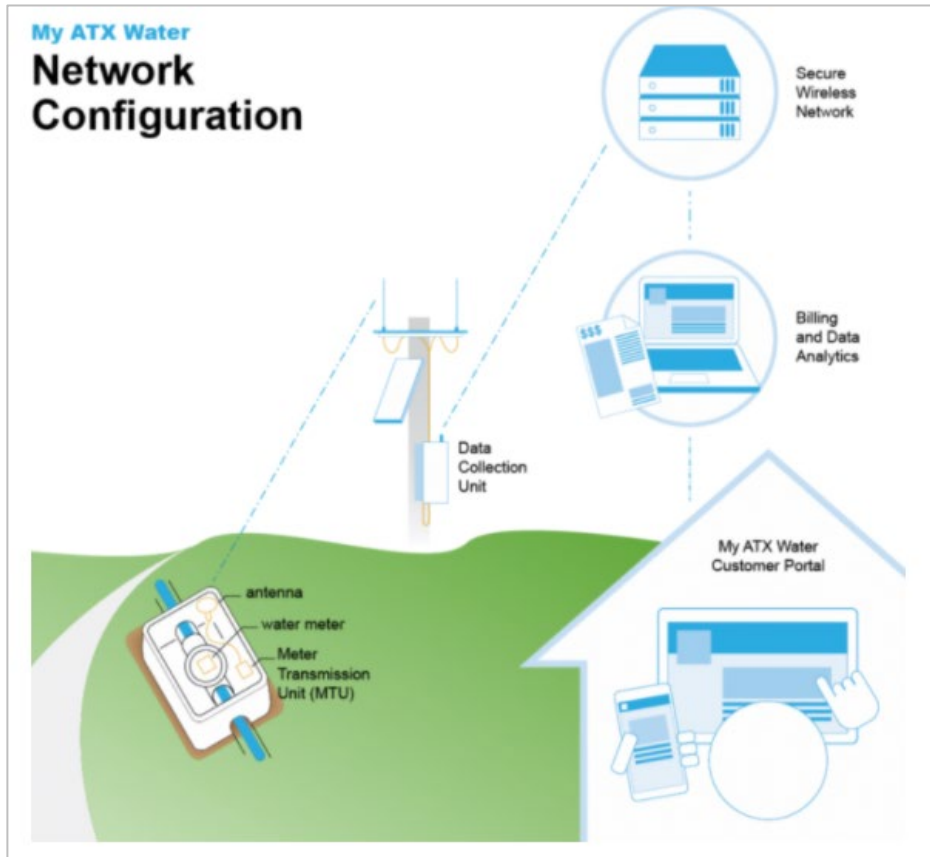 My ATX Water
Network
Configuration
Secure
Wireless
Network
$$$
Billing
and Data
Analytics
Data
Collection
Unit
My ATX Water
Customer Portal
antenna
water meter
Meter
Transmission
Unit (MTU)